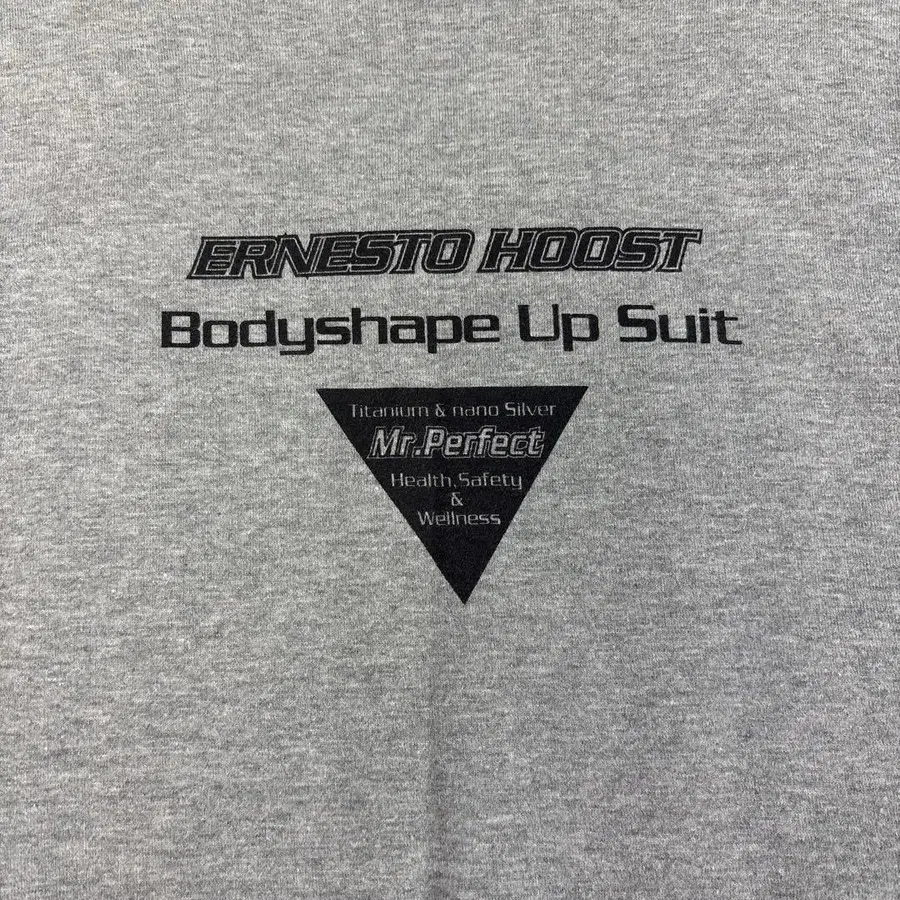 ERNESTO HOOST
Bodyshape Up Suit
Titanium & nano Silver
Mr.Perfect
Health,Safety
&
Wellness